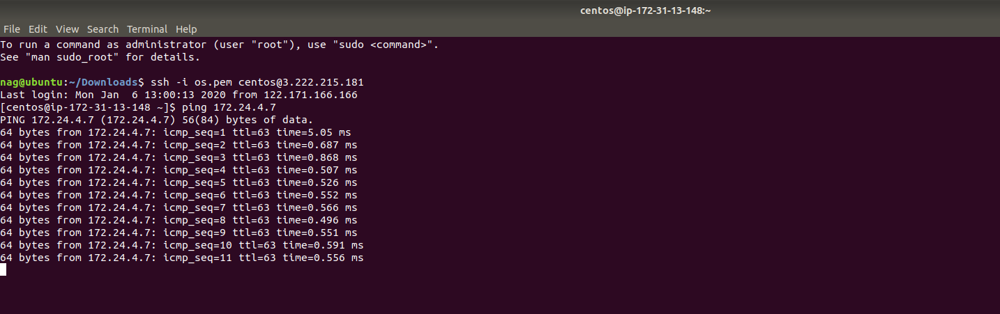 centos@ip-172-31-13-148:~
File Edit View Search Terminal Help
To run a command as administrator (user "root"), use "sudo <command>".
See "man sudo_root" for details.
nag@ubuntu:~/Downloads$ ssh -i os.pem centos@3.222.215.181
Last login: Mon Jan  6 13:00:13 2020 from 122.171.166.166
[centos@ip-172-31-13-148 ~]$ ping 172.24.4.7
PING 172.24.4.7 (172.24.4.7) 56(84) bytes of data.
64 bytes from 172.24.4.7: icmp_seq=1 ttl=63 time=5.05 ms
64 bytes from 172.24.4.7: icmp_seq=2 ttl=63 time=0.687 ms
64 bytes from 172.24.4.7: icmp_seq=3 ttl=63 time=0.868 ms
64 bytes from 172.24.4.7: icmp_seq=4 ttl=63 time=0.507 ms
64 bytes from 172.24.4.7: icmp_seq=5 ttl=63 time=0.526 ms
64 bytes from 172.24.4.7: icmp_seq=6 ttl=63 time=0.552 ms
64 bytes from 172.24.4.7: icmp_seq=7 ttl=63 time=0.566 ms
64 bytes from 172.24.4.7: icmp_seq=8 ttl=63 time=0.496 ms
64 bytes from 172.24.4.7: icmp_seq=9 ttl=63 time=0.551 ms
64 bytes from 172.24.4.7: icmp_seq=10 ttl=63 time=0.591 ms
64 bytes from 172.24.4.7: icmp_seq=11 ttl=63 time=0.556 ms